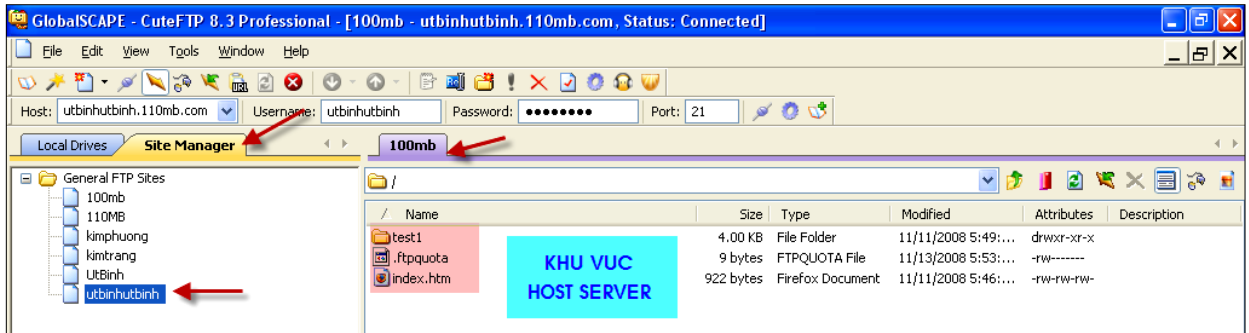 GlobalSCAPE - CuteFTP 8.3 Professional - [100mb - utbinhutbinh.110mb.com, Status: Connected]
File Edit View Tools Window Help
Host: utbinhutbinh.110mb.com Username: utbinhutbinh Password: ●●●●●●●● Port: 21
Local Drives Site Manager 100mb
General FTP Sites
100mb
110MB
kimphuong
kimtrang
UtBinh
utbinhutbinh
/
/ Name Size Type Modified Attributes Description
test1 4.00 KB File Folder 11/11/2008 5:49:... drwxr-xr-x
.ftpquota 9 bytes FTPQUOTA File 11/13/2008 5:53:... -rw-------
index.htm 922 bytes Firefox Document 11/11/2008 5:46:... -rw-rw-rw-
KHU VUC
HOST SERVER